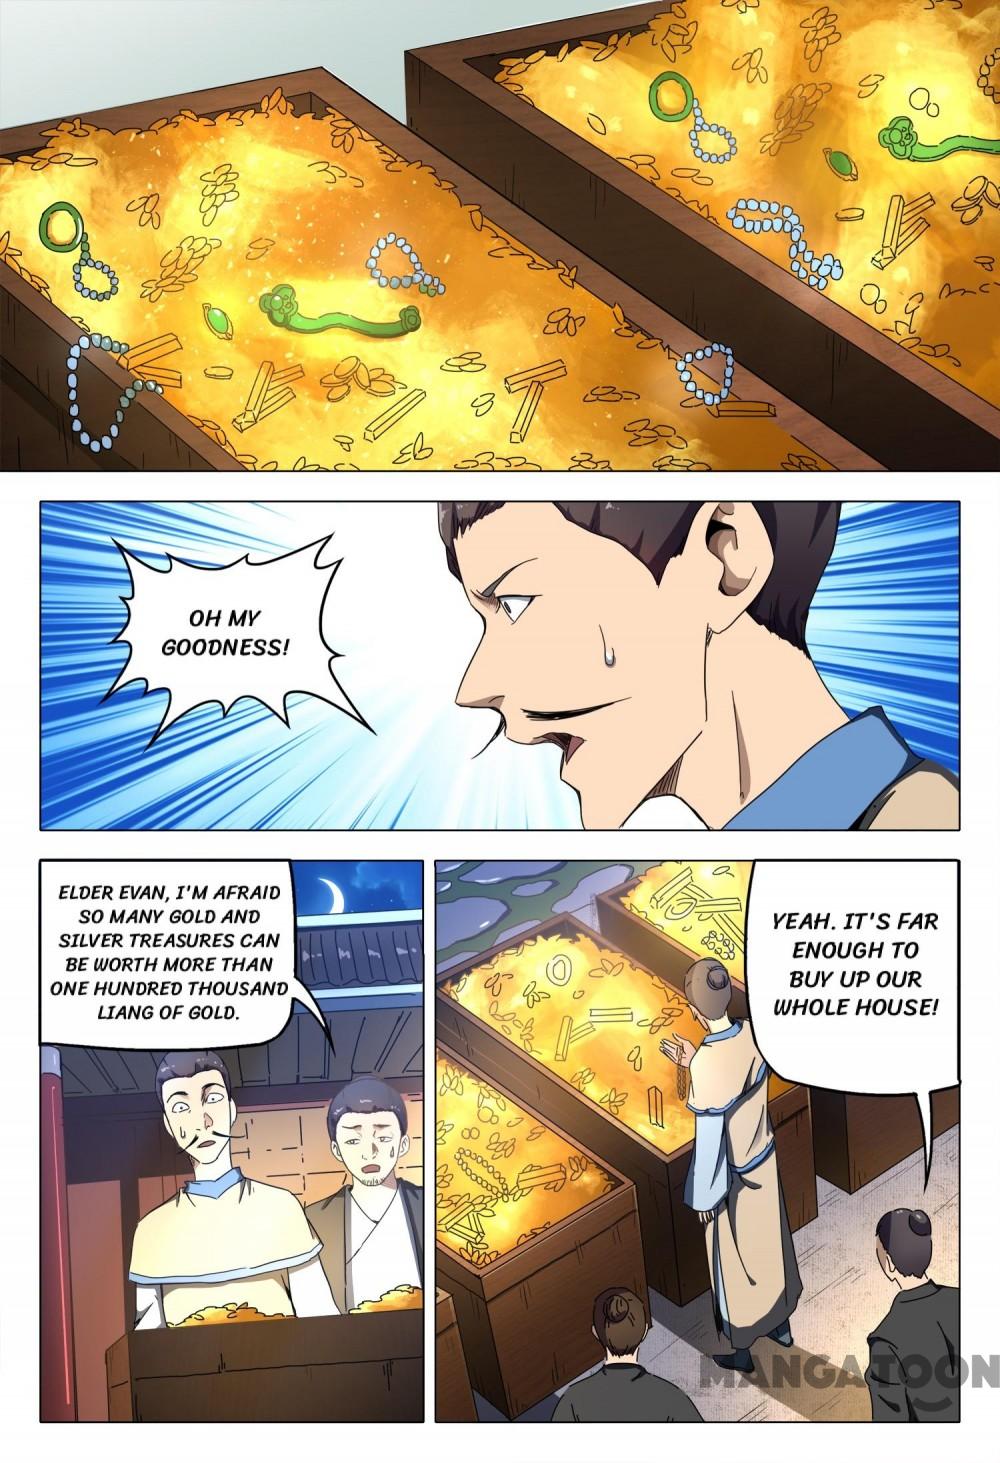 OH MY
GOODNESS!
ELDER EVAN, I'M AFRAID
SO MANY GOLD AND
SILVER TREASURES CAN
BE WORTH MORE THAN
ONE HUNDRED THOUSAND
LIANG OF GOLD.
YEAH. IT'S FAR
ENOUGH TO
BUY UP OUR
WHOLE HOUSE!
MANGATOON